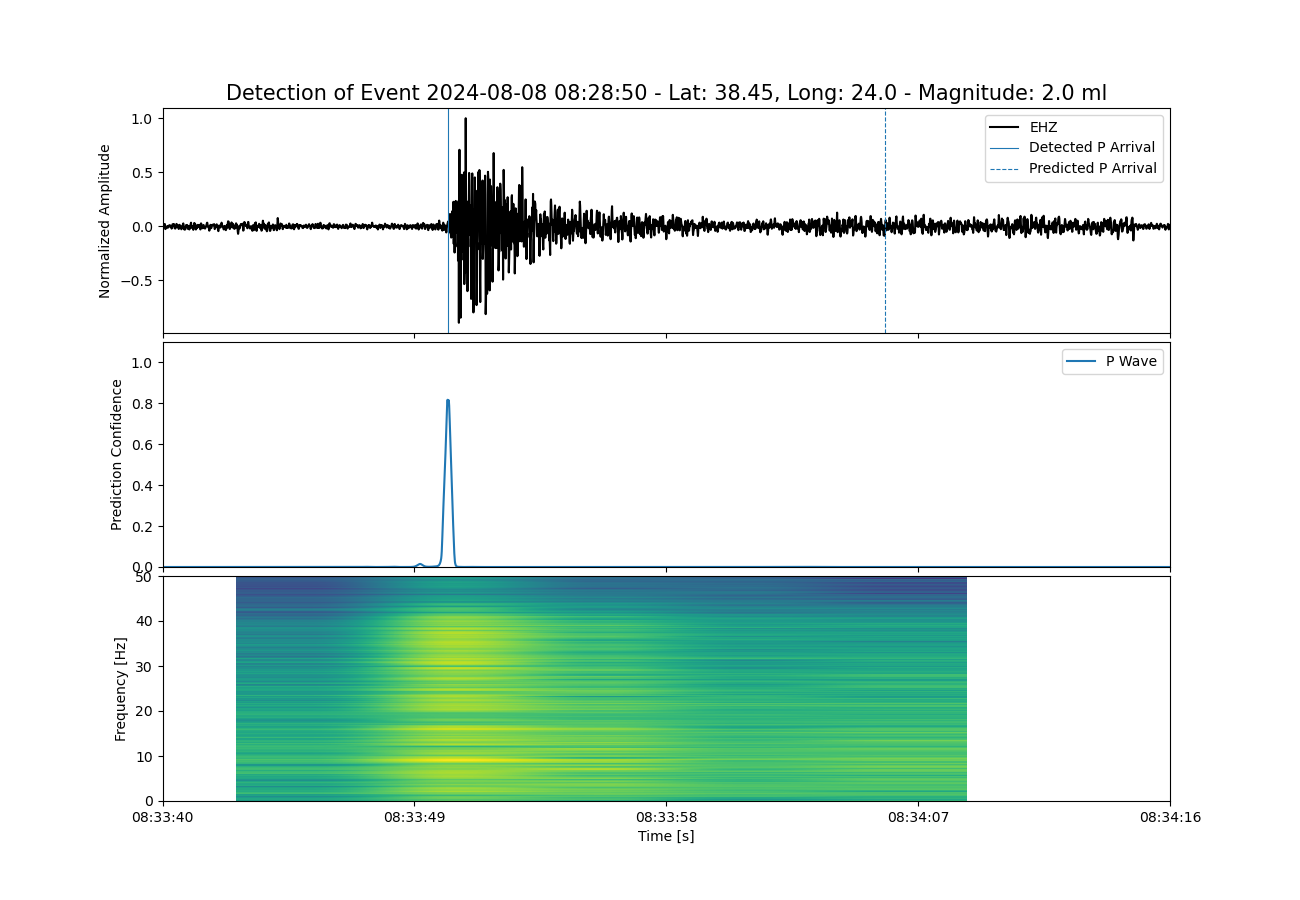 Detection of Event 2024-08-08 08:28:50 - Lat: 38.45, Long: 24.0 - Magnitude: 2.0 ml
1.0
0.5
0.0
−0.5
Normalized Amplitude
EHZ
Detected P Arrival
Predicted P Arrival
1.0
0.8
0.6
0.4
0.2
0.0
Prediction Confidence
P Wave
50
40
30
20
10
0
Frequency [Hz]
08:33:40 08:33:49 08:33:58 08:34:07 08:34:16
Time [s]